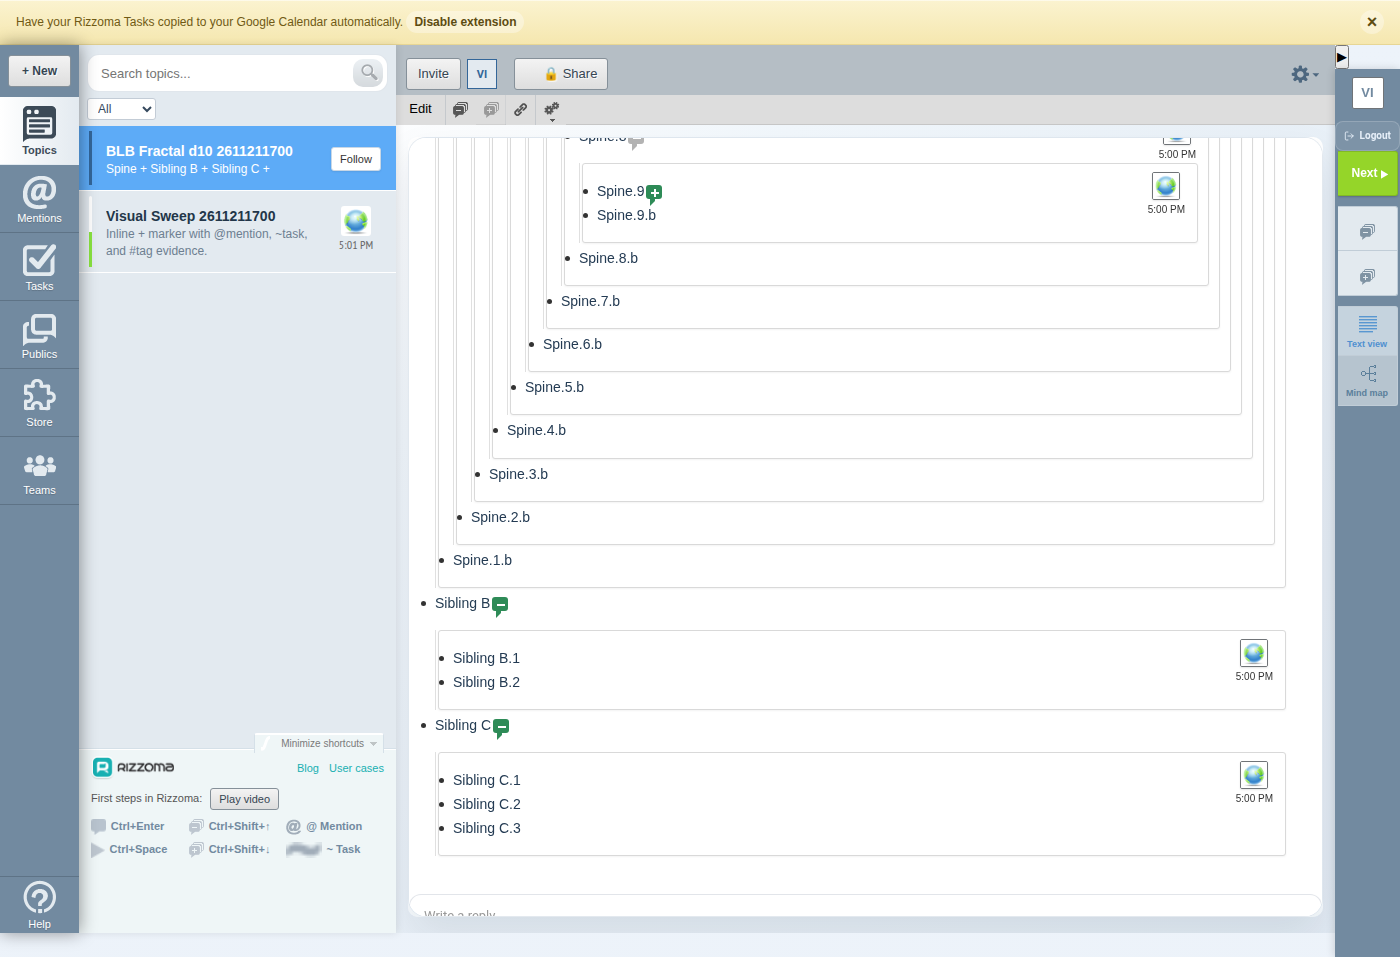 Have your Rizzoma Tasks copied to your Google Calendar automatically. Disable extension ×
+ New
Topics
Mentions
Tasks
Publics
Store
Teams
Help
Search topics...
All
BLB Fractal d10 2611211700
Spine + Sibling B + Sibling C +
Follow
Visual Sweep 2611211700
Inline + marker with @mention, ~task,
and #tag evidence.
5:01 PM
Minimize shortcuts
RIZZOMA
Blog User cases
First steps in Rizzoma: Play video
Ctrl+Enter Ctrl+Shift+↑ @ @ Mention
Ctrl+Space Ctrl+Shift+↓ ~ Task
Invite VI Share
Edit
5:00 PM
Spine.9
Spine.9.b
5:00 PM
Spine.8.b
Spine.7.b
Spine.6.b
Spine.5.b
Spine.4.b
Spine.3.b
Spine.2.b
Spine.1.b
Sibling B
Sibling B.1
Sibling B.2
5:00 PM
Sibling C
Sibling C.1
Sibling C.2
Sibling C.3
5:00 PM
Write a reply
VI
Logout
Next
Text view
Mind map